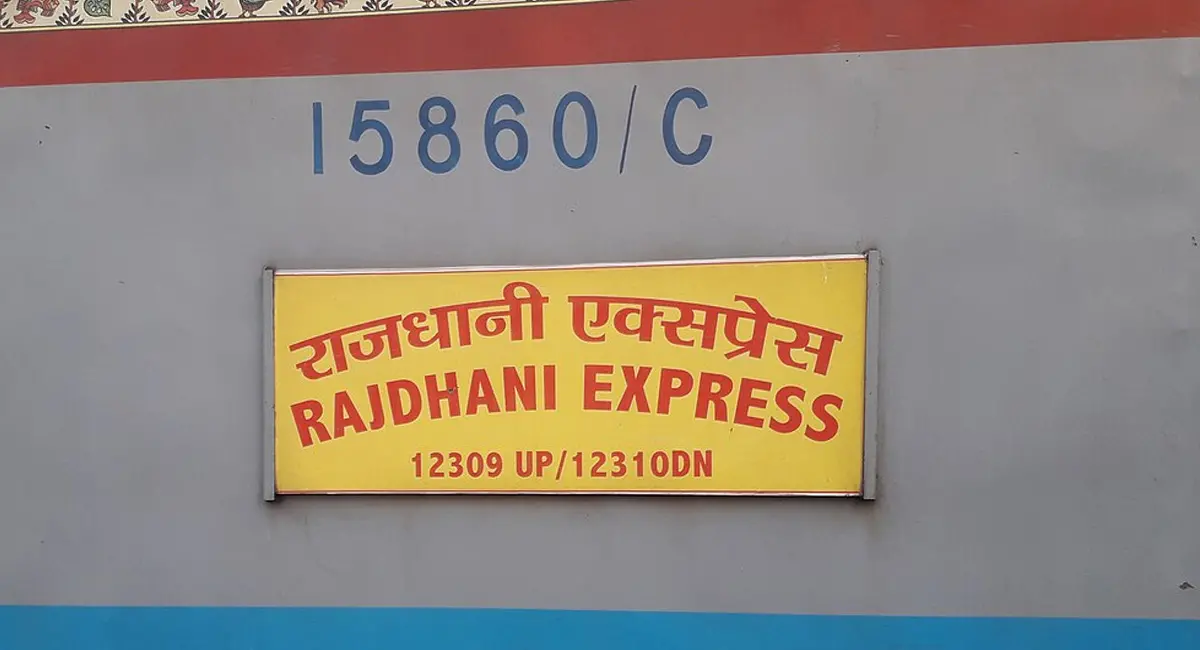 15860/C
राजधानी एक्सप्रेस
RAJDHANI EXPRESS
12309 UP/12310DN